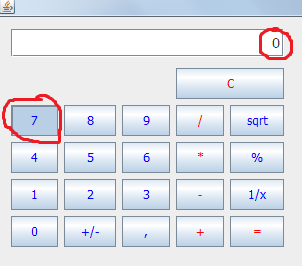 0
C
7 8 9 / sqrt
4 5 6 * %
1 2 3 - 1/x
0 +/- , + =